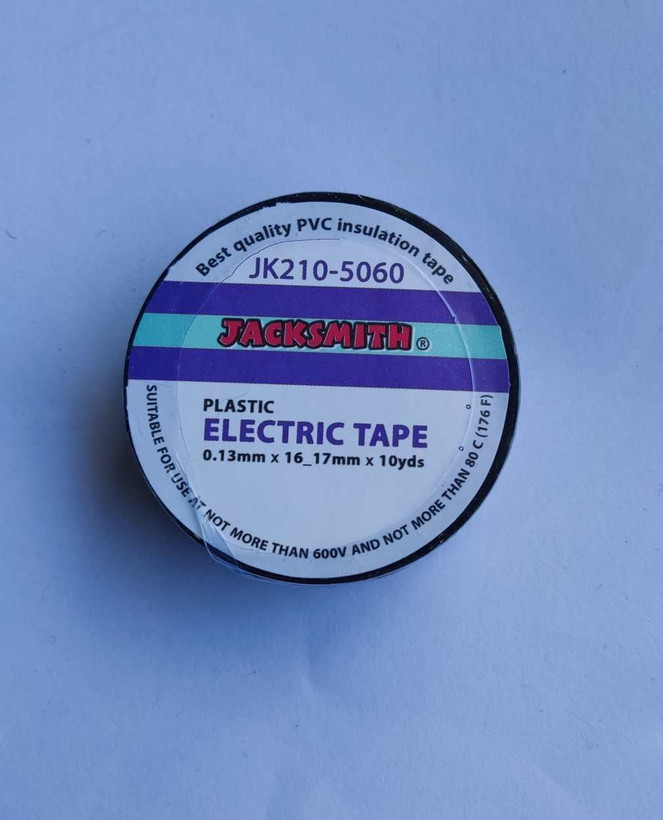 Best quality PVC insulation tape
JK210-5060
JACKSMITH ®
PLASTIC
ELECTRIC TAPE
0.13mm x 16_17mm x 10yds
SUITABLE FOR USE AT NOT MORE THAN 600V AND NOT MORE THAN 80°C (176°F)